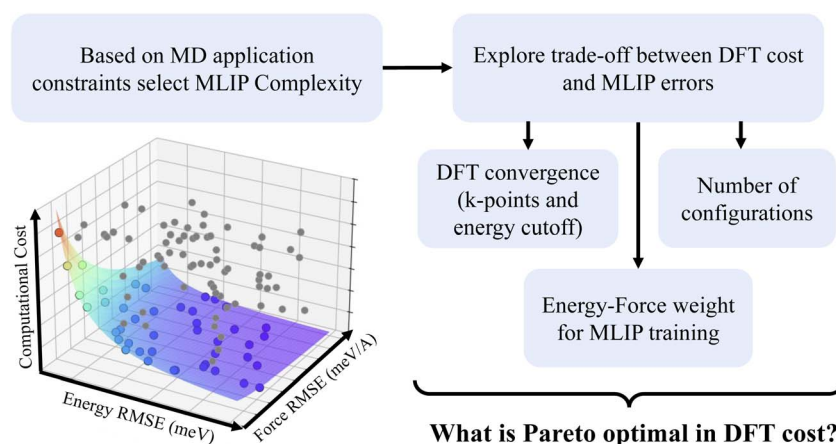 Based on MD application
constraints select MLIP Complexity
Explore trade-off between DFT cost
and MLIP errors
DFT convergence
(k-points and
energy cutoff)
Number of
configurations
Energy-Force weight
for MLIP training
Computational Cost
Energy RMSE (meV)
Force RMSE (meV/A)
What is Pareto optimal in DFT cost?